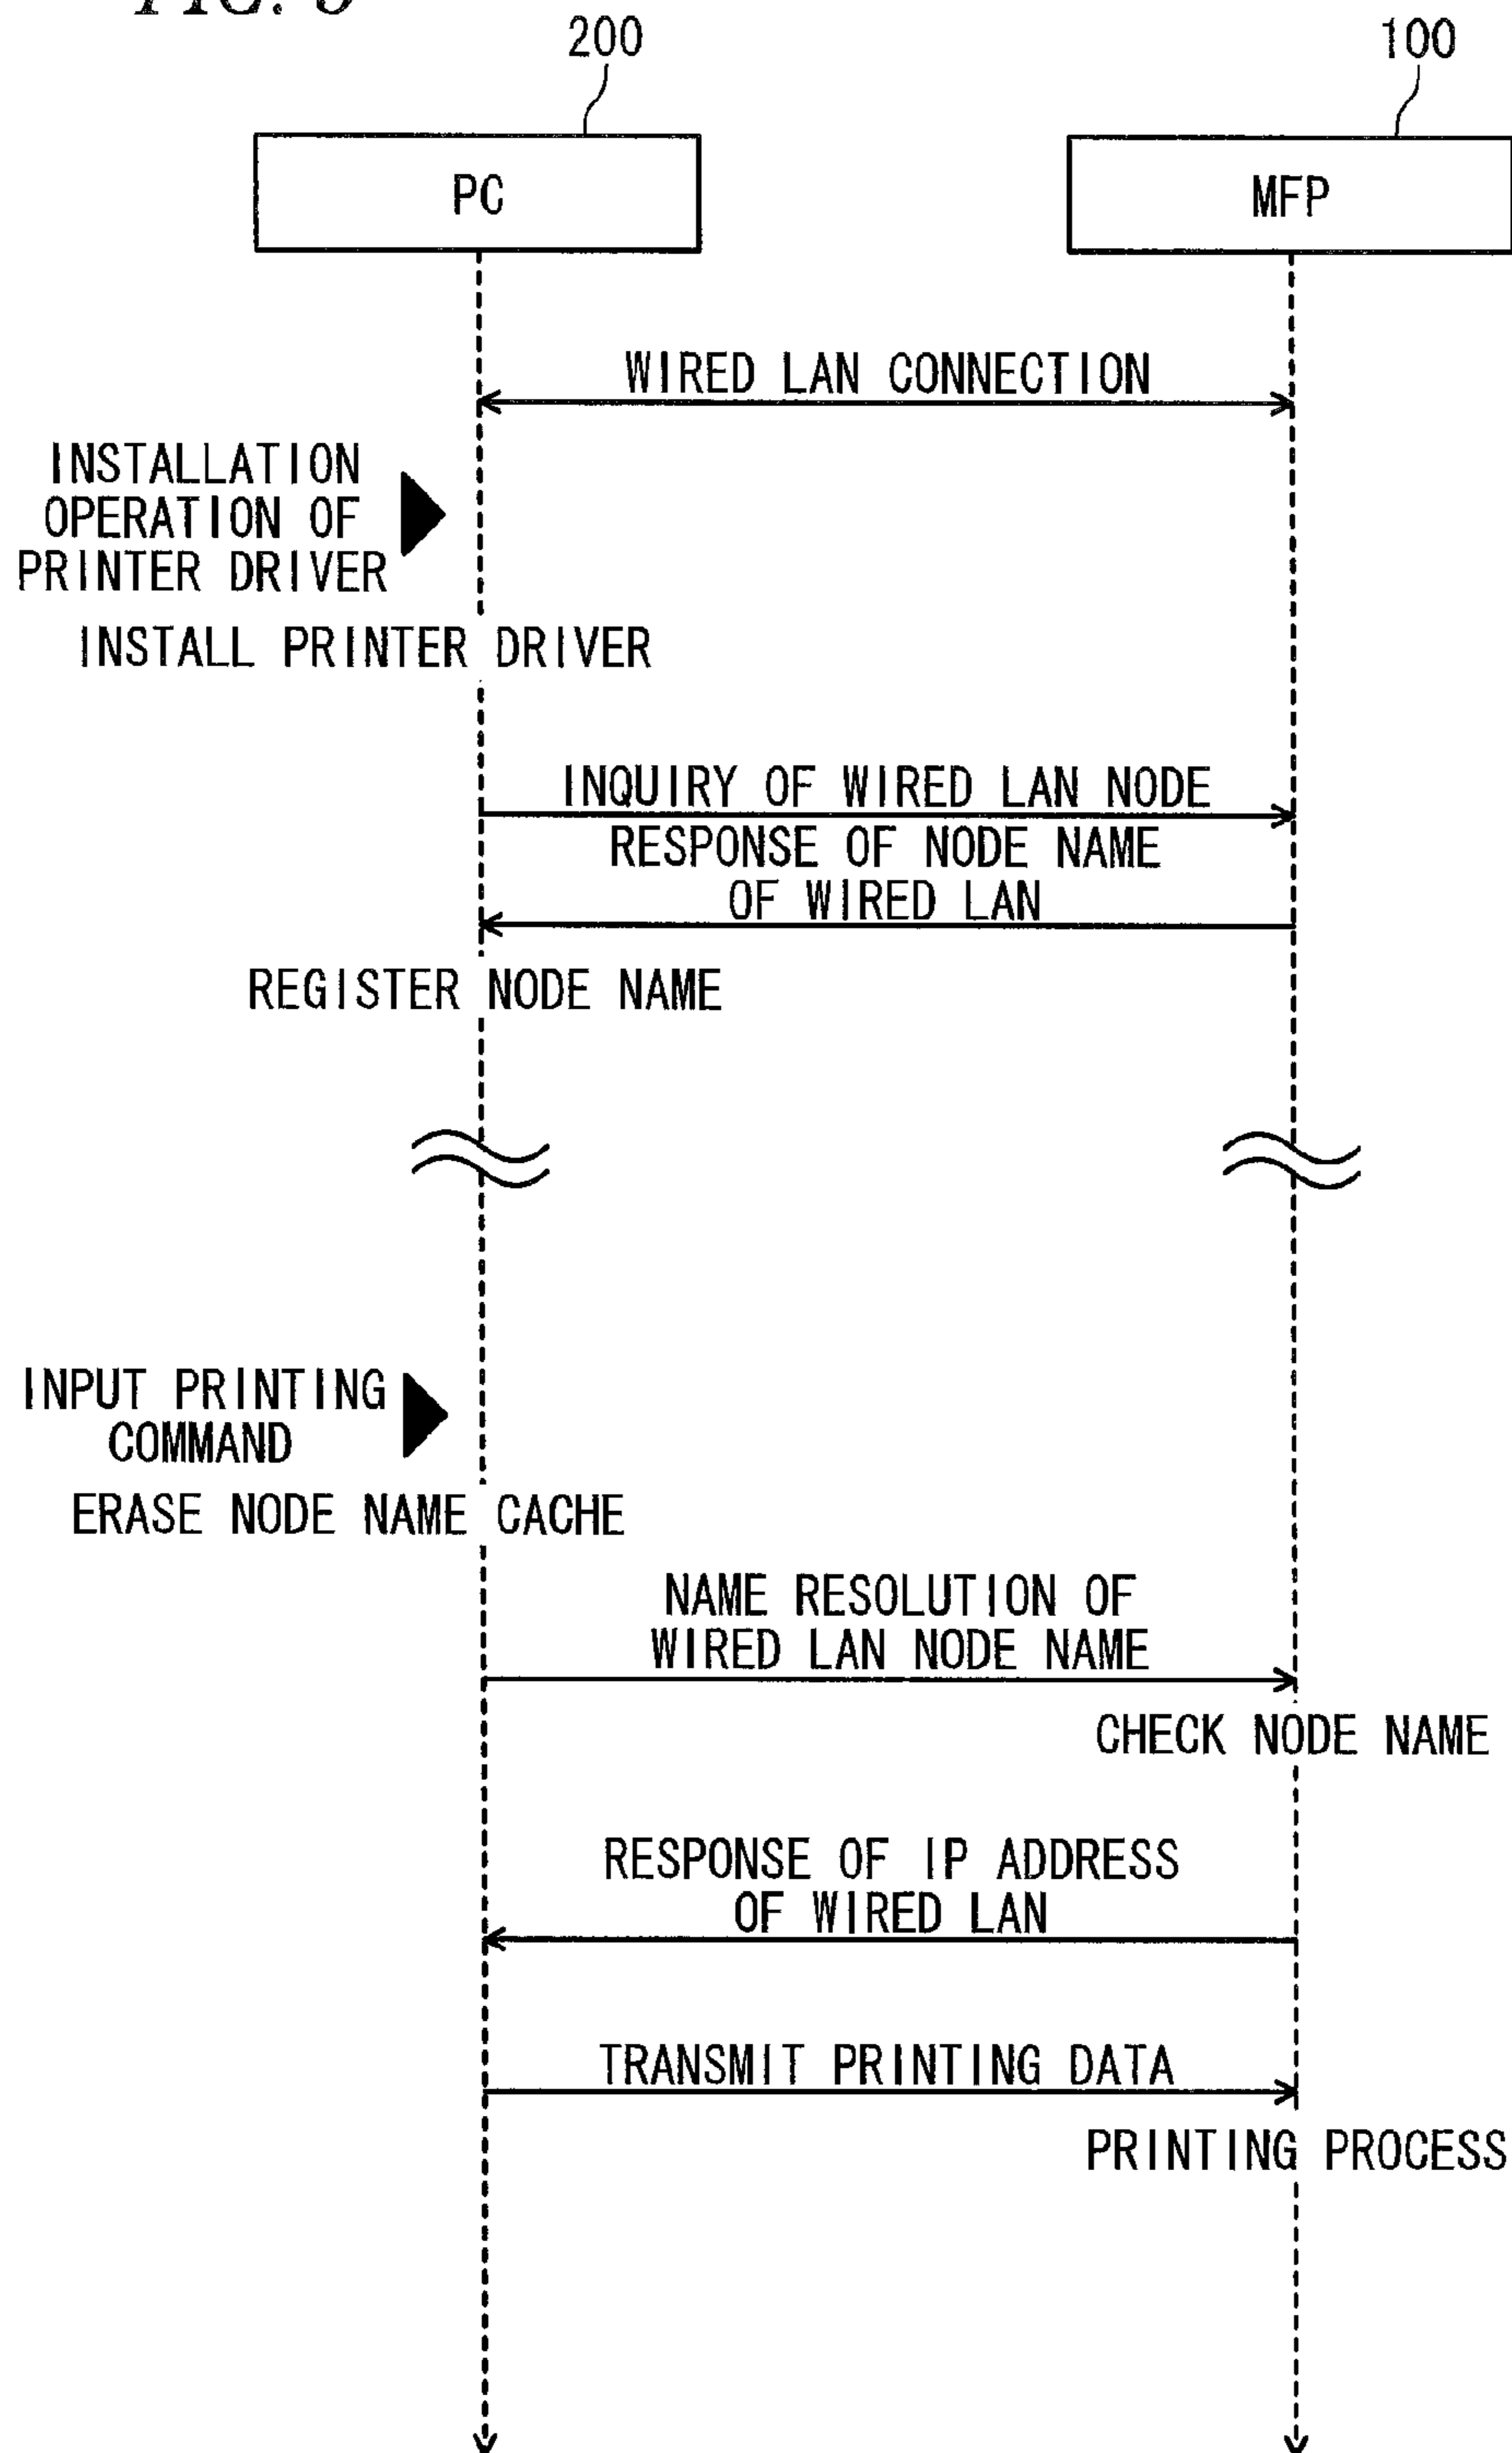 200
100
PC
MFP
WIRED LAN CONNECTION
INSTALLATION
OPERATION OF
PRINTER DRIVER
INSTALL PRINTER DRIVER
INQUIRY OF WIRED LAN NODE
RESPONSE OF NODE NAME
OF WIRED LAN
REGISTER NODE NAME
INPUT PRINTING
COMMAND
ERASE NODE NAME CACHE
NAME RESOLUTION OF
WIRED LAN NODE NAME
CHECK NODE NAME
RESPONSE OF IP ADDRESS
OF WIRED LAN
TRANSMIT PRINTING DATA
PRINTING PROCESS